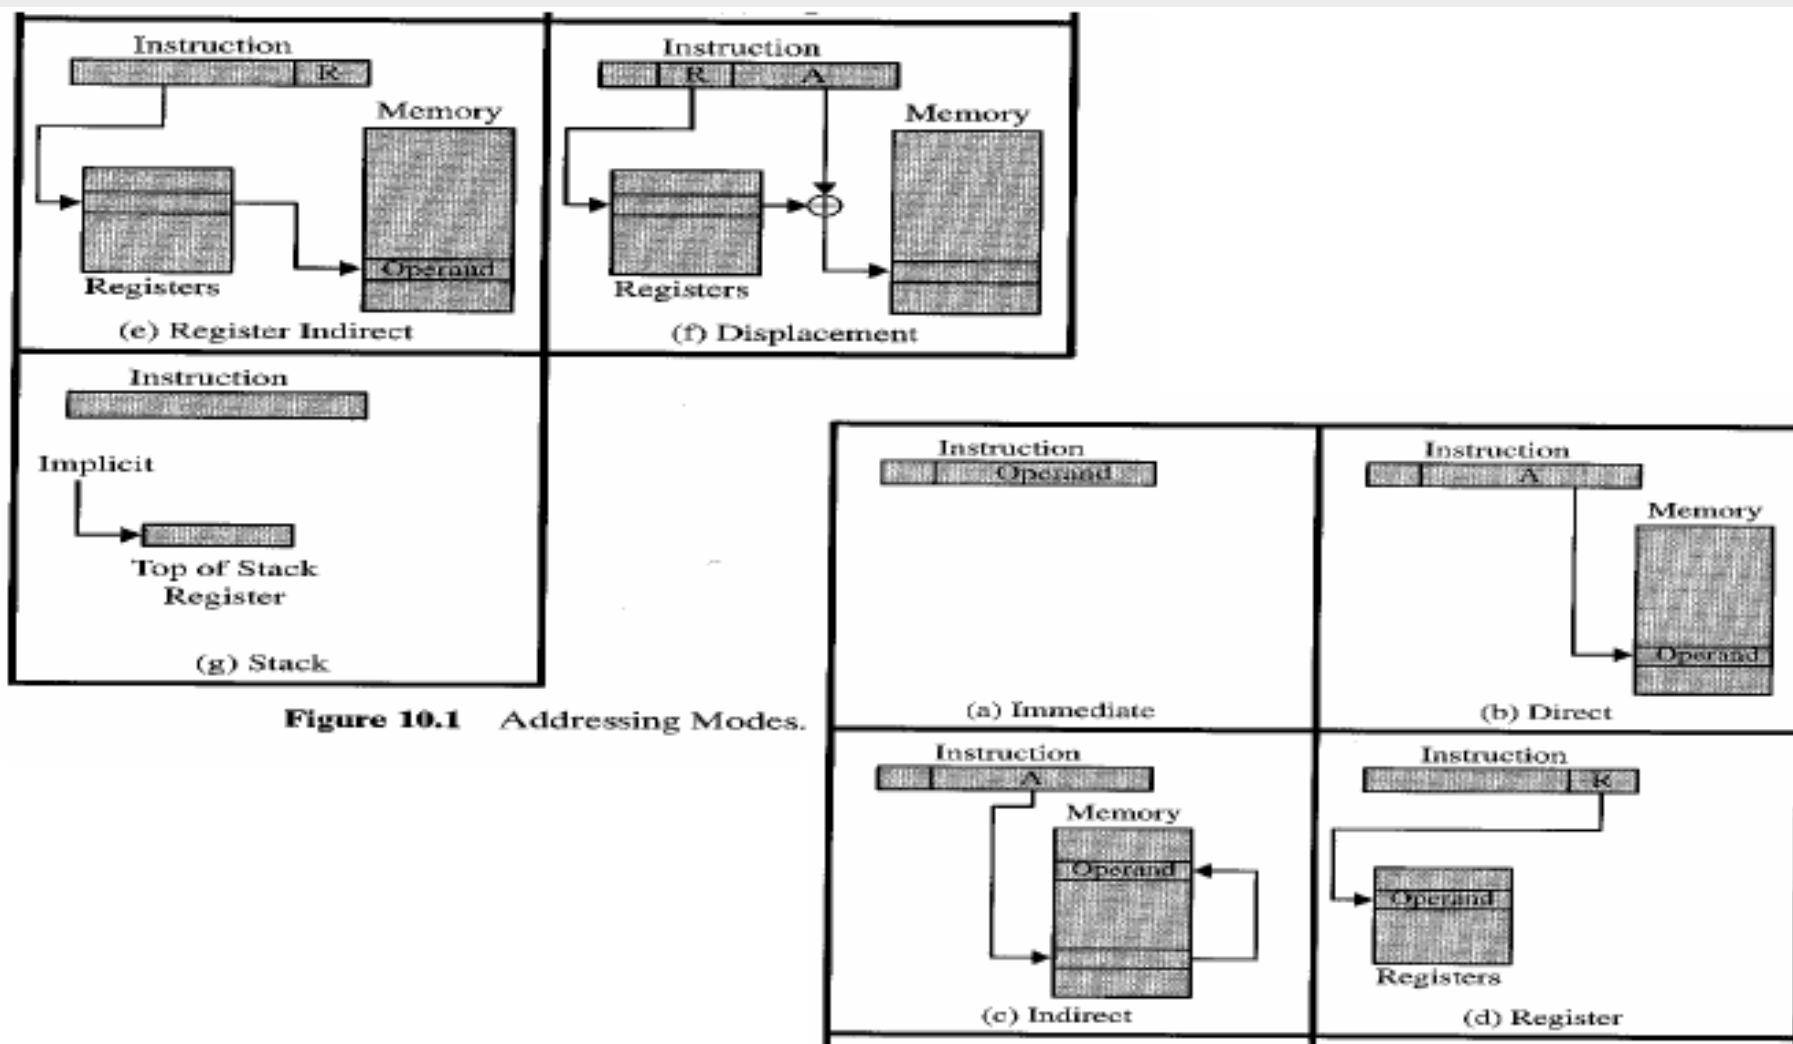 Instruction
R
Memory
Operand
Registers
(e) Register Indirect
Instruction
R A
Memory
Registers
(f) Displacement
Instruction
Implicit
Top of Stack
Register
(g) Stack
Figure 10.1 Addressing Modes.
Instruction
Operand
(a) Immediate
Instruction
A
Memory
Operand
(b) Direct
Instruction
A
Memory
Operand
(c) Indirect
Instruction
R
Operand
Registers
(d) Register